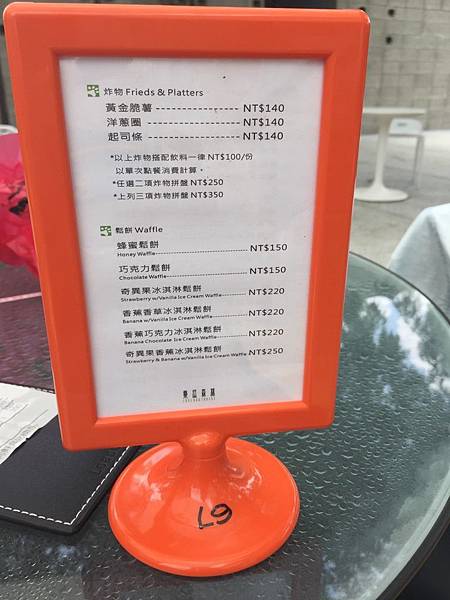 炸物 Frieds & Platters
黃金脆薯 ---------------- NT$140
洋蔥圈 ---------------- NT$140
起司條 ---------------- NT$140
*以上炸物搭配飲料一律 NT$100/份
以單次點餐消費計算。
*任選二項炸物拼盤 NT$250
*上列三項炸物拼盤 NT$350
鬆餅 Waffle
蜂蜜鬆餅
Honey Waffle---------------- NT$150
巧克力鬆餅
Chocolate Waffle---------------- NT$150
奇異果冰淇淋鬆餅
Strawberry w/Vanilla Ice Cream Waffle-------- NT$220
香蕉香草冰淇淋鬆餅
Banana w/Vanilla Ice Cream Waffle-------- NT$220
香蕉巧克力冰淇淋鬆餅
Banana Chocolate Ice Cream Waffle-------- NT$220
奇異果香蕉冰淇淋鬆餅
Strawberry & Banana w/Vanilla Ice Cream Waffle-- NT$250
L9